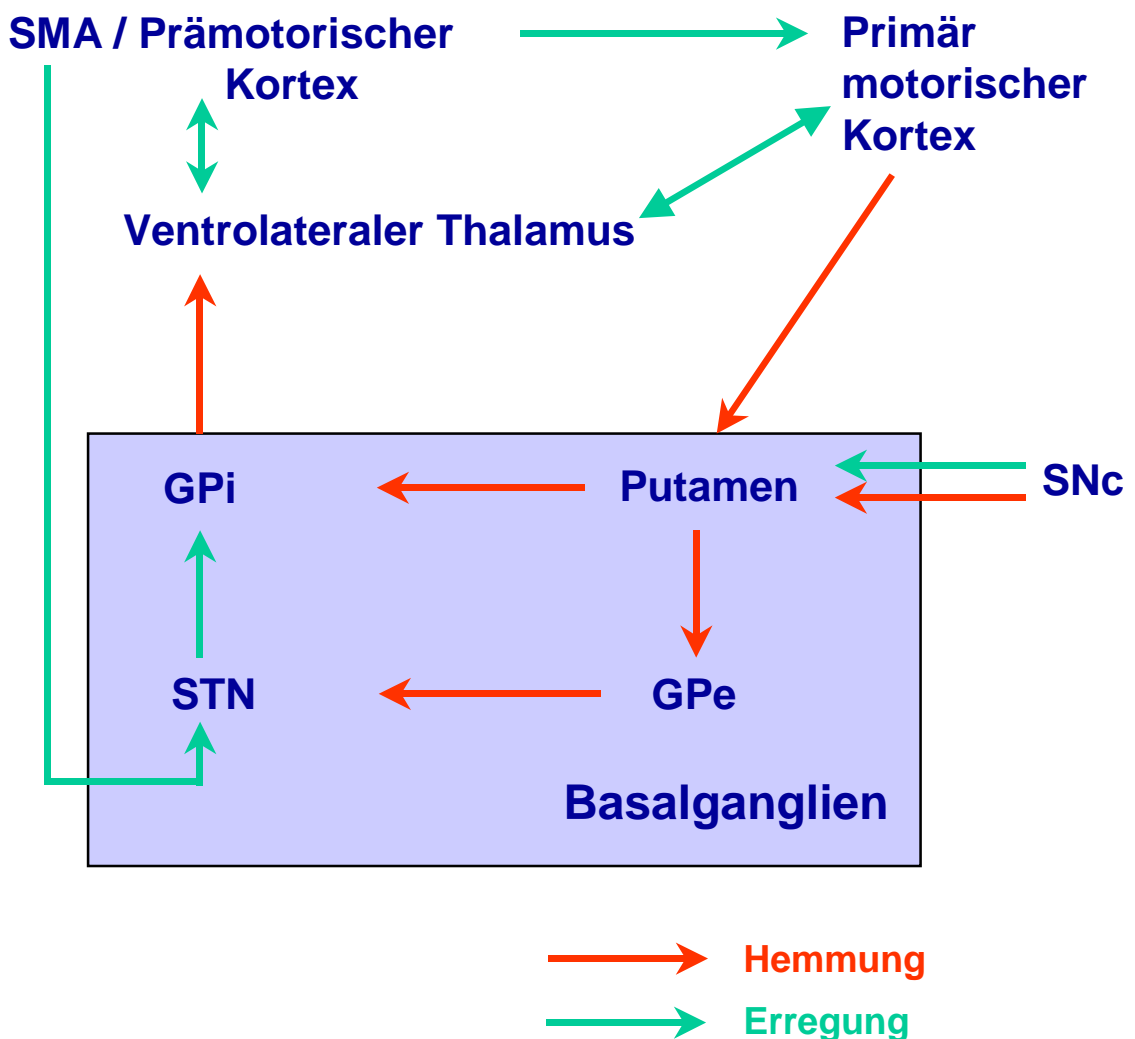 SMA / Prämotorischer
Kortex
Primär
motorischer
Kortex
Ventrolateraler Thalamus
GPi
Putamen
SNc
STN
GPe
Basalganglien
Hemmung
Erregung